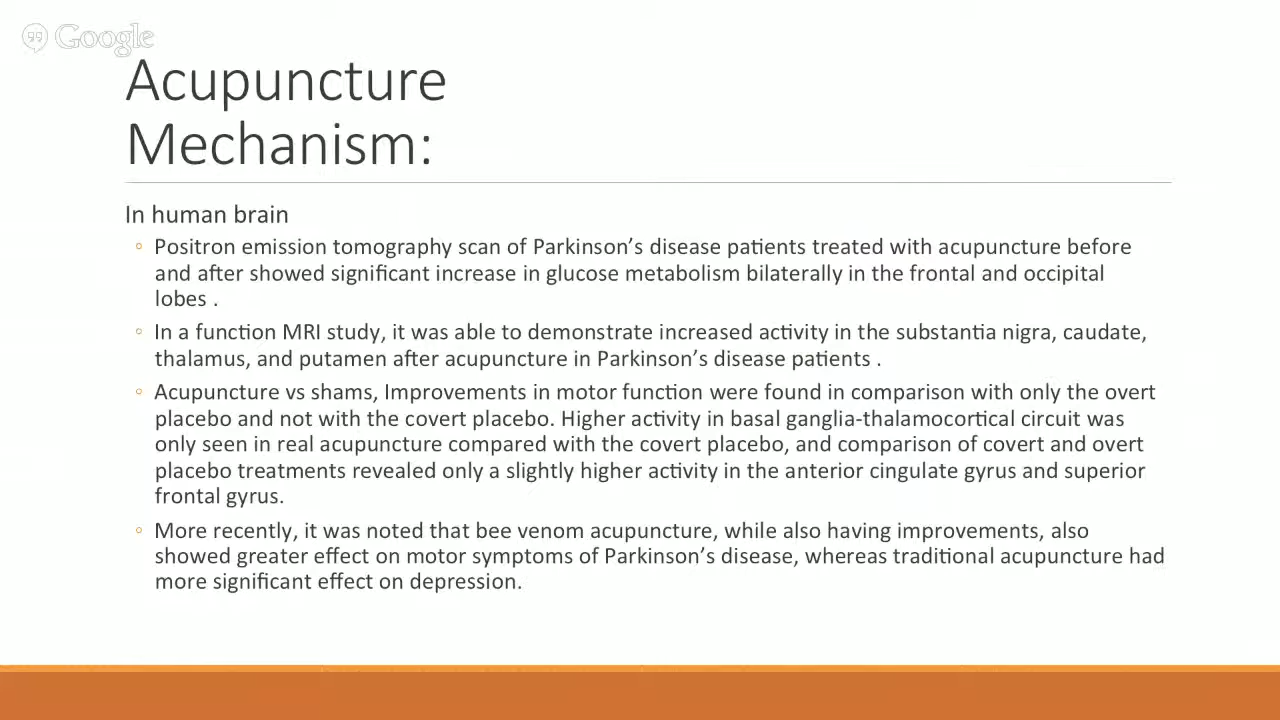 Google
Acupuncture
Mechanism:
In human brain
◦ Positron emission tomography scan of Parkinson’s disease patients treated with acupuncture before
and after showed significant increase in glucose metabolism bilaterally in the frontal and occipital
lobes .
◦ In a function MRI study, it was able to demonstrate increased activity in the substantia nigra, caudate,
thalamus, and putamen after acupuncture in Parkinson’s disease patients .
◦ Acupuncture vs shams, Improvements in motor function were found in comparison with only the overt
placebo and not with the covert placebo. Higher activity in basal ganglia-thalamocortical circuit was
only seen in real acupuncture compared with the covert placebo, and comparison of covert and overt
placebo treatments revealed only a slightly higher activity in the anterior cingulate gyrus and superior
frontal gyrus.
◦ More recently, it was noted that bee venom acupuncture, while also having improvements, also
showed greater effect on motor symptoms of Parkinson’s disease, whereas traditional acupuncture had
more significant effect on depression.